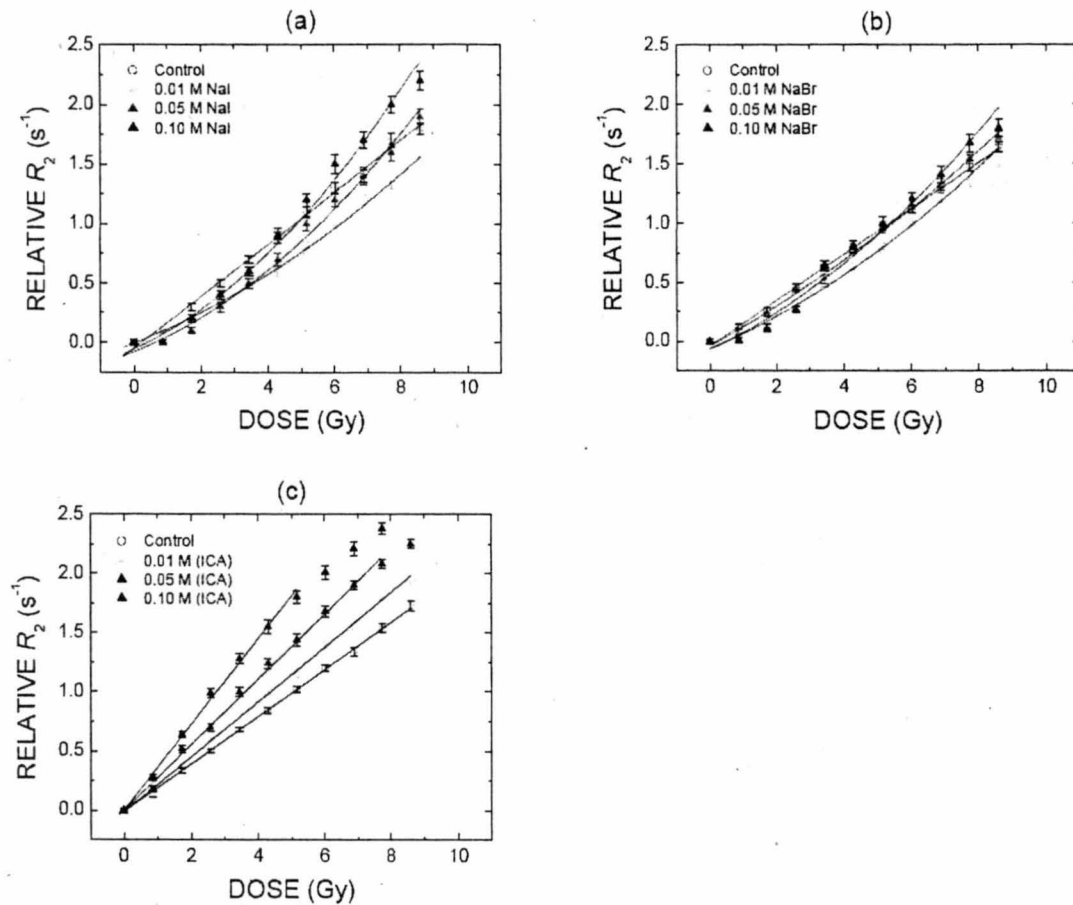 (a)
2.5
2.0
1.5
1.0
0.5
0.0
RELATIVE R₂ (s⁻¹)
Control
0.01 M NaI
0.05 M NaI
0.10 M NaI
0 2 4 6 8 10
DOSE (Gy)
(b)
2.5
2.0
1.5
1.0
0.5
0.0
RELATIVE R₂ (s⁻¹)
Control
0.01 M NaBr
0.05 M NaBr
0.10 M NaBr
0 2 4 6 8 10
DOSE (Gy)
(c)
2.5
2.0
1.5
1.0
0.5
0.0
RELATIVE R₂ (s⁻¹)
Control
0.01 M (ICA)
0.05 M (ICA)
0.10 M (ICA)
0 2 4 6 8 10
DOSE (Gy)